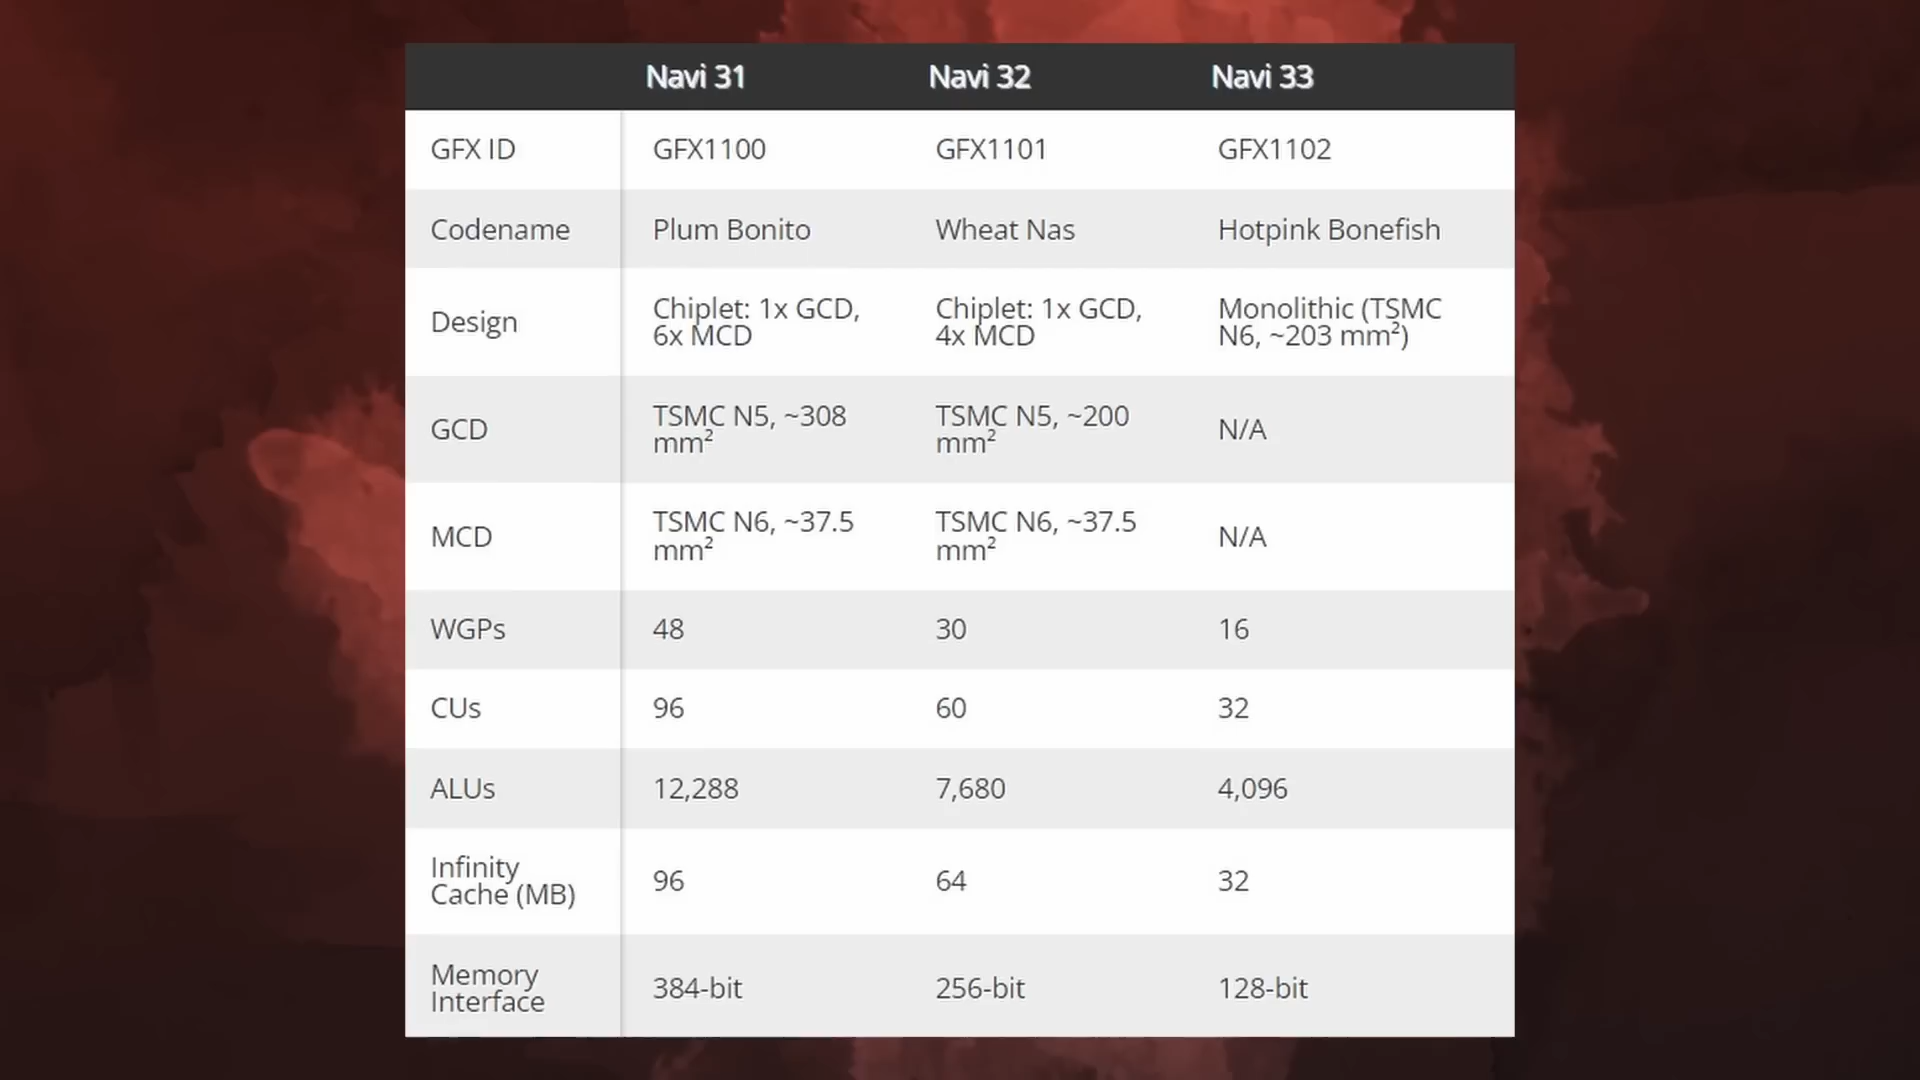 Navi 31 Navi 32 Navi 33
GFX ID GFX1100 GFX1101 GFX1102
Codename Plum Bonito Wheat Nas Hotpink Bonefish
Design
Chiplet: 1x GCD,
6x MCD
Chiplet: 1x GCD,
4x MCD
Monolithic (TSMC
N6, ~203 mm²)
GCD
TSMC N5, ~308
mm²
TSMC N5, ~200
mm²
N/A
MCD
TSMC N6, ~37.5
mm²
TSMC N6, ~37.5
mm²
N/A
WGPs 48 30 16
CUs 96 60 32
ALUs 12,288 7,680 4,096
Infinity
Cache (MB)
96 64 32
Memory
Interface
384-bit 256-bit 128-bit